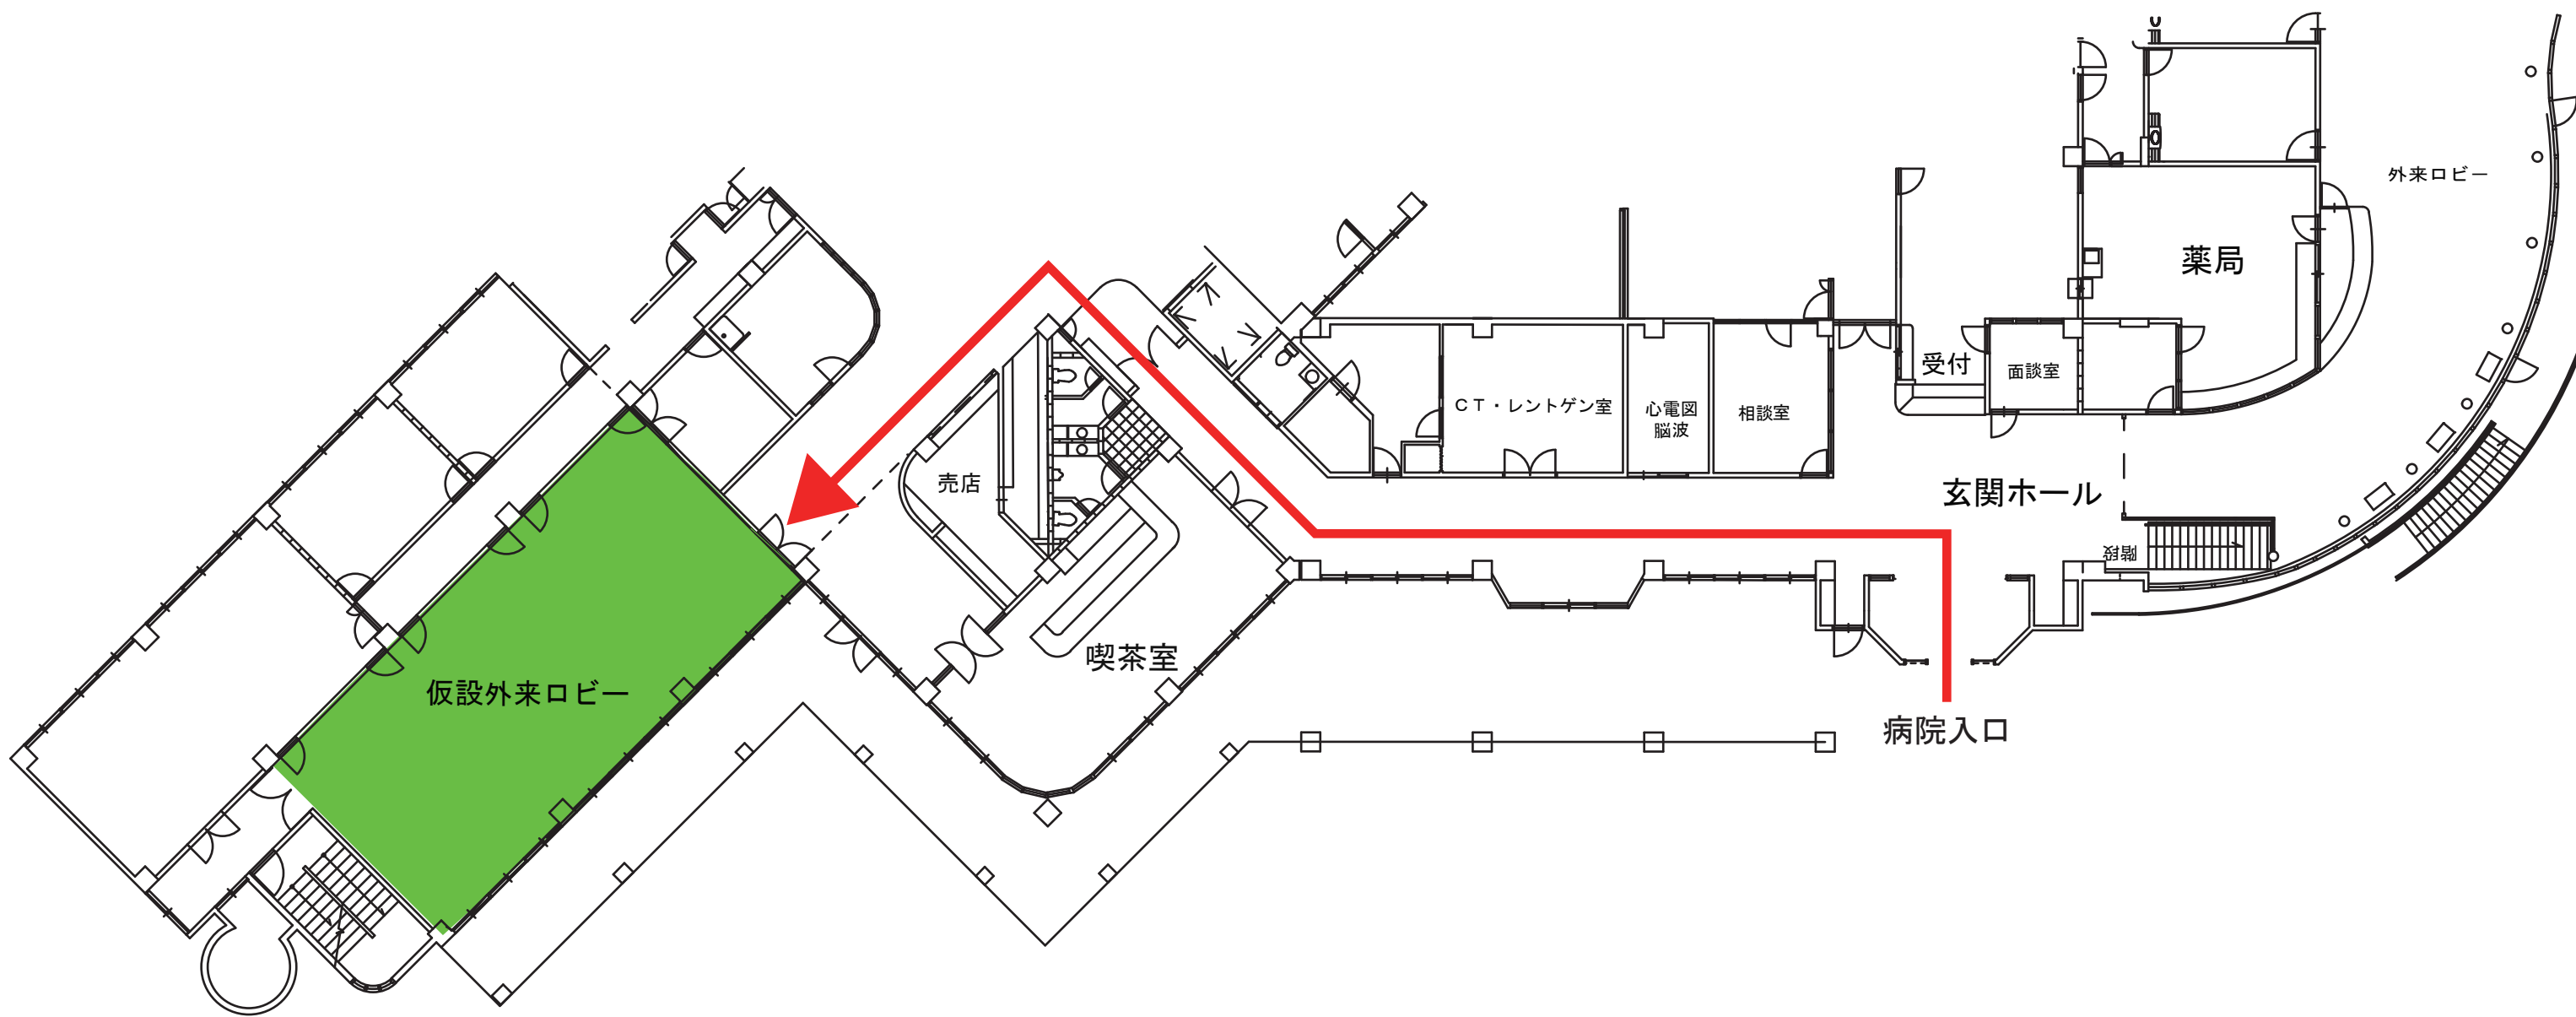 外来ロビー
薬局
受付
面談室
CT・レントゲン室
心電図
脳波
相談室
売店
玄関ホール
階段
喫茶室
仮設外来ロビー
病院入口